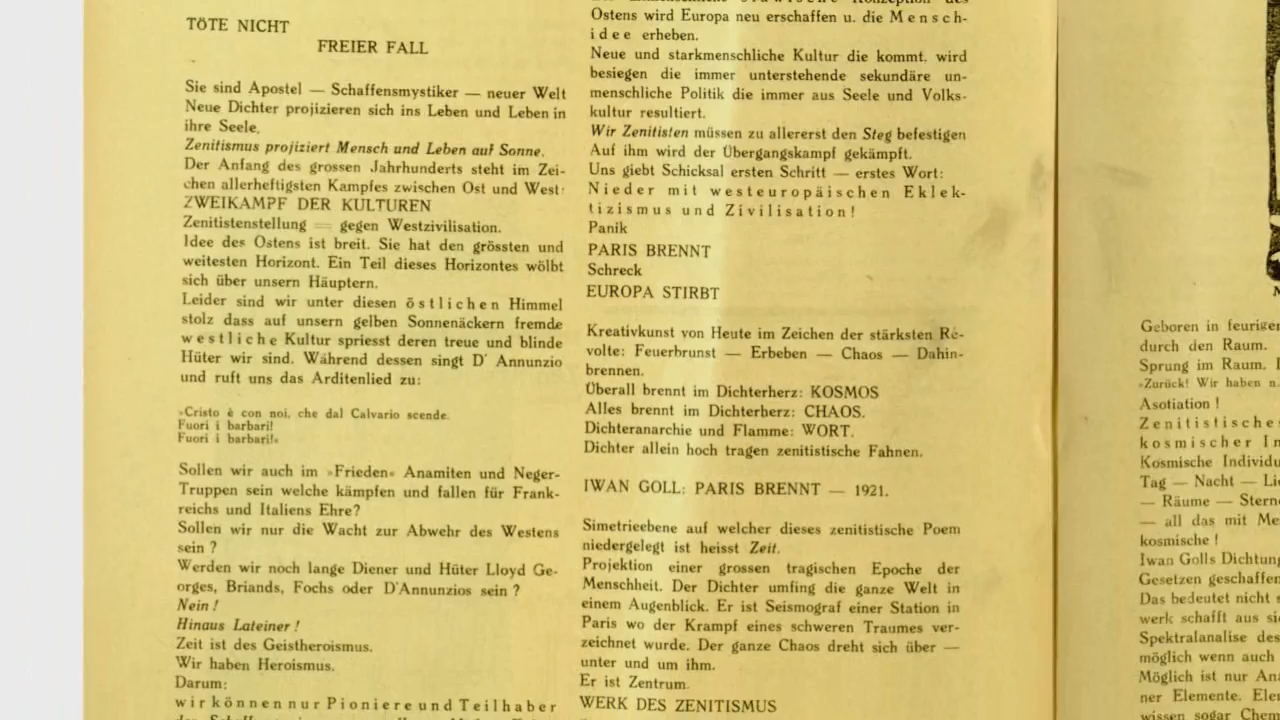 TÖTE NICHT
FREIER FALL
Sie sind Apostel — Schaffensmystiker — neuer Welt
Neue Dichter projizieren sich ins Leben und Leben in
ihre Seele.
Zenitismus projiziert Mensch und Leben auf Sonne.
Der Anfang des grossen Jahrhunderts steht im Zei-
chen allerheftigsten Kampfes zwischen Ost und West:
ZWEIKAMPF DER KULTUREN
Zenitistenstellung — gegen Westzivilisation.
Idee des Ostens ist breit. Sie hat den grössten und
weitesten Horizont. Ein Teil dieses Horizontes wölbt
sich über unsern Häuptern.
Leider sind wir unter diesen östlichen Himmel
stolz dass auf unsern gelben Sonnenäckern fremde
westliche Kultur spriesst deren treue und blinde
Hüter wir sind. Während dessen singt D' Annunzio
und ruft uns das Arditenlied zu:
»Cristo è con noi, che dal Calvario scende.
Fuori i barbari!
Fuori i barbari!«
Sollen wir auch im »Frieden« Anamiten und Neger-
Truppen sein welche kämpfen und fallen für Frank-
reichs und Italiens Ehre?
Sollen wir nur die Wacht zur Abwehr des Westens
sein ?
Werden wir noch lange Diener und Hüter Lloyd Ge-
orges, Briands, Fochs oder D'Annunzios sein ?
Nein !
Hinaus Lateiner !
Zeit ist des Geistheroismus.
Wir haben Heroismus.
Darum:
wir können nur Pioniere und Teilhaber
Ostens wird Europa neu erschaffen u. die Mensch-
idee erheben.
Neue und starkmenschliche Kultur die kommt, wird
besiegen die immer unterstehende sekundäre un-
menschliche Politik die immer aus Seele und Volks-
kultur resultiert.
Wir Zenitisten müssen zu allererst den Steg befestigen
Auf ihm wird der Übergangskampf gekämpft.
Uns giebt Schicksal ersten Schritt — erstes Wort:
Nieder mit westeuropäischen Eklek-
tizismus und Zivilisation!
Panik
PARIS BRENNT
Schreck
EUROPA STIRBT
Kreativkunst von Heute im Zeichen der stärksten Re-
volte: Feuerbrunst — Erbeben — Chaos — Dahin-
brennen.
Überall brennt im Dichterherz: KOSMOS
Alles brennt im Dichterherz: CHAOS.
Dichteranarchie und Flamme: WORT.
Dichter allein hoch tragen zenitistische Fahnen.
IWAN GOLL: PARIS BRENNT — 1921.
Simetrieebene auf welcher dieses zenitistische Poem
niedergelegt ist heisst Zeit.
Projektion einer grossen tragischen Epoche der
Menschheit. Der Dichter umfing die ganze Welt in
einem Augenblick. Er ist Seismograf einer Station in
Paris wo der Krampf eines schweren Traumes ver-
zeichnet wurde. Der ganze Chaos dreht sich über —
unter und um ihm.
Er ist Zentrum.
WERK DES ZENITISMUS
Geboren in feuriger
durch den Raum.
Sprung im Raum.
»Zurück! Wir haben n
Asotiation !
Zenitistische
kosmischer In
Kosmische Individu
Tag — Nacht — Li
— Räume — Stern
— all das mit Me
kosmische !
Iwan Golls Dichtung
Gesetzen geschaffen
Das bedeutet nicht s
werk schafft aus si
Spektralanalise des
möglich wenn auch
Möglich ist nur Ana
ner Elemente. Ele
wissen sogar Chem